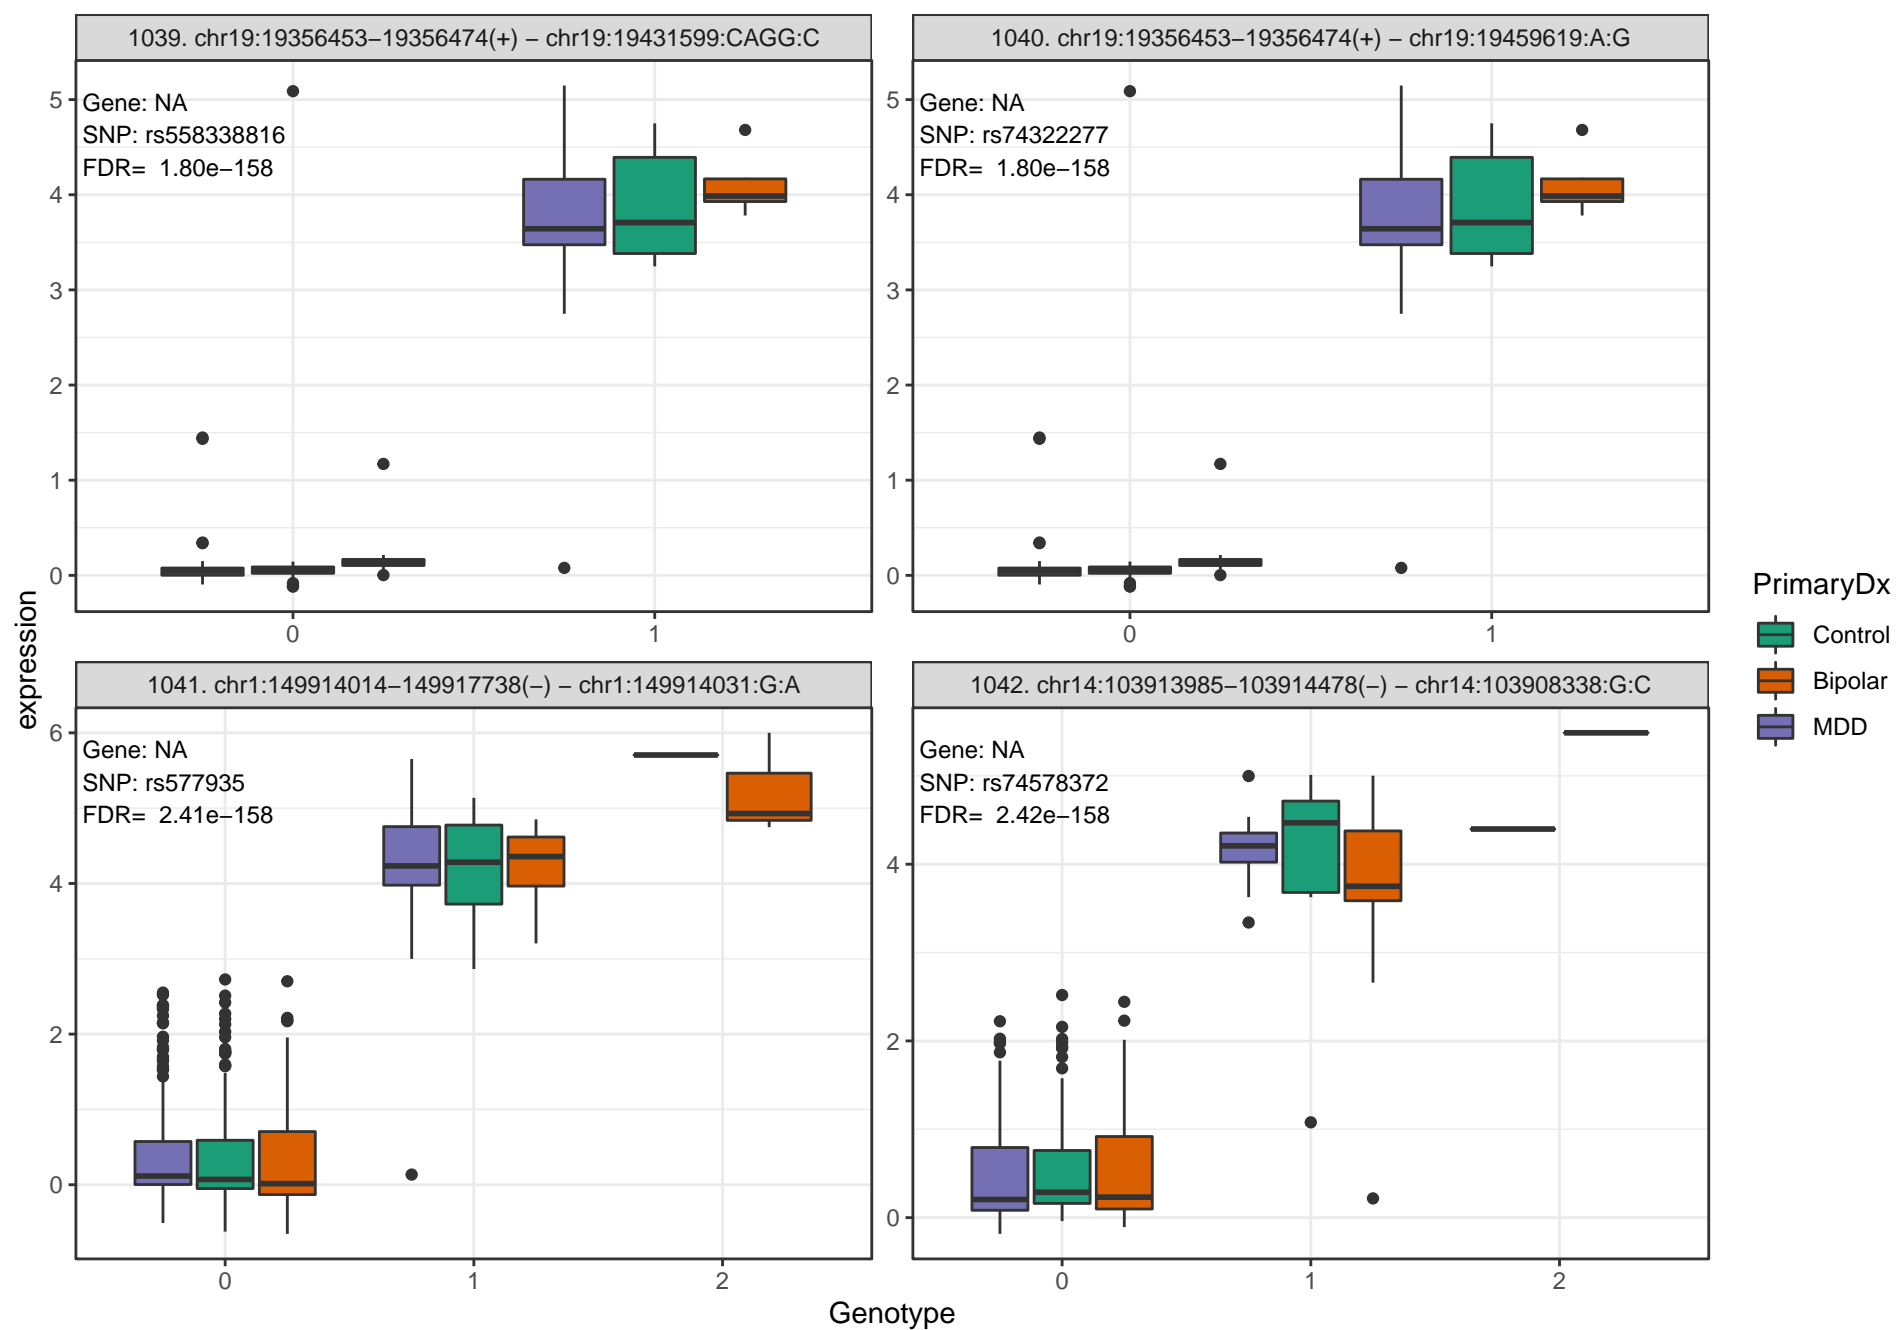 1039. chr19:19356453−19356474(+) − chr19:19431599:CAGG:C
Gene: NA
SNP: rs558338816
FDR= 1.80e−158
5
4
3
2
1
0
0
1
1040. chr19:19356453−19356474(+) − chr19:19459619:A:G
Gene: NA
SNP: rs74322277
FDR= 1.80e−158
5
4
3
2
1
0
0
1
1041. chr1:149914014−149917738(−) − chr1:149914031:G:A
Gene: NA
SNP: rs577935
FDR= 2.41e−158
6
4
2
0
0
1
2
1042. chr14:103913985−103914478(−) − chr14:103908338:G:C
Gene: NA
SNP: rs74578372
FDR= 2.42e−158
4
2
0
0
1
2
expression
Genotype
PrimaryDx
Control
Bipolar
MDD